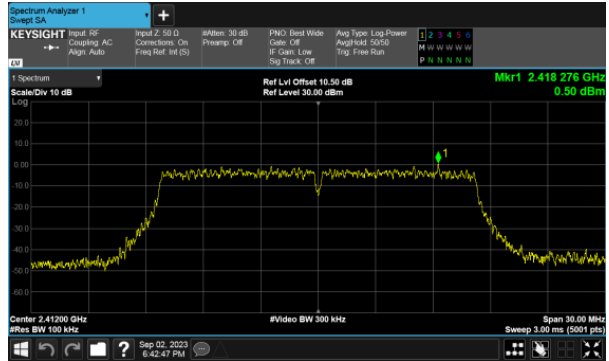 Spectrum Analyzer 1
Swept SA
+
KEYSIGHT Input: RF Input Z: 50 Ω #Atten: 30 dB PNO: Best Wide Avg Type: Log-Power 1 2 3 4 5 6
Coupling: AC Corrections: On Preamp: Off Gate: Off Avg|Hold: 50/50 M W W W W W
Align: Auto Freq Ref: Int (S) IF Gain: Low Trig: Free Run
Sig Track: Off P N N N N N
LXI
1 Spectrum Ref Lvl Offset 10.50 dB Mkr1 2.418 276 GHz
Scale/Div 10 dB Ref Level 30.00 dBm 0.50 dBm
Log
20.0
10.0
0.00
1
-10.0
-20.0
-30.0
-40.0
-50.0
-60.0
Center 2.41200 GHz #Video BW 300 kHz Span 30.00 MHz
#Res BW 100 kHz Sweep 3.00 ms (5001 pts)
? Sep 02, 2023
6:42:47 PM